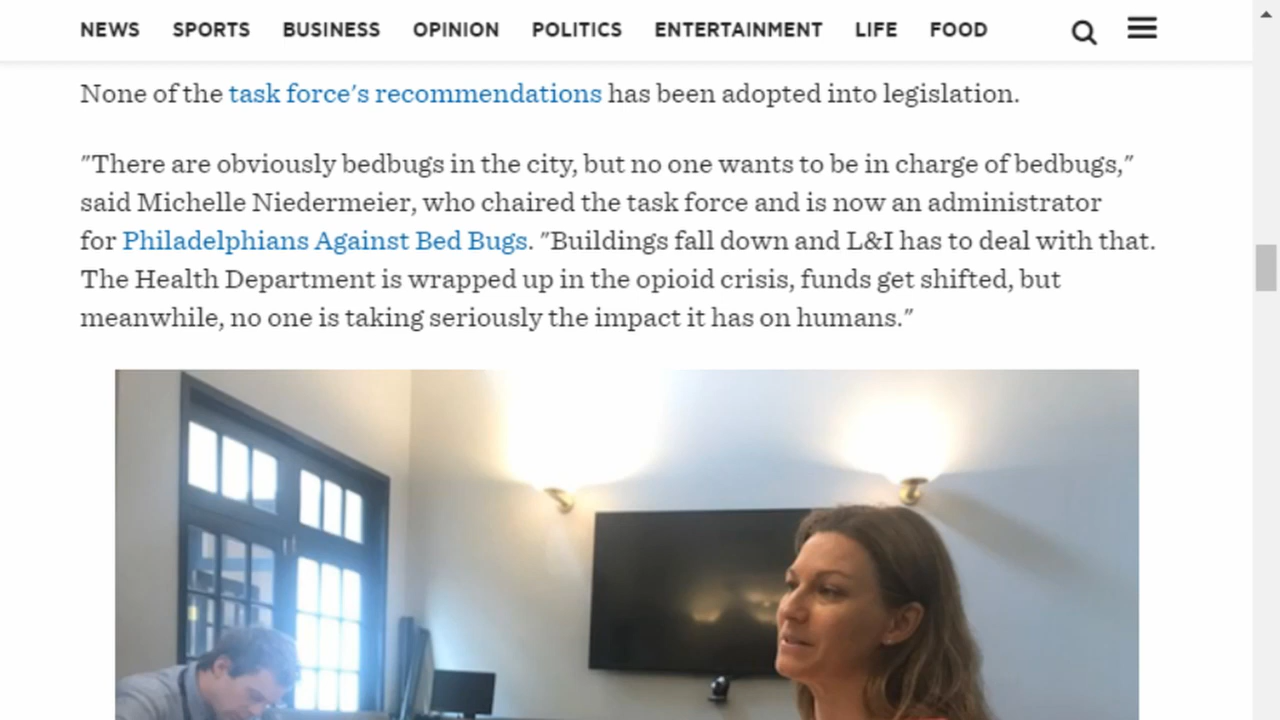 NEWS SPORTS BUSINESS OPINION POLITICS ENTERTAINMENT LIFE FOOD
None of the task force's recommendations has been adopted into legislation.
"There are obviously bedbugs in the city, but no one wants to be in charge of bedbugs,"
said Michelle Niedermeier, who chaired the task force and is now an administrator
for Philadelphians Against Bed Bugs. "Buildings fall down and L&I has to deal with that.
The Health Department is wrapped up in the opioid crisis, funds get shifted, but
meanwhile, no one is taking seriously the impact it has on humans."